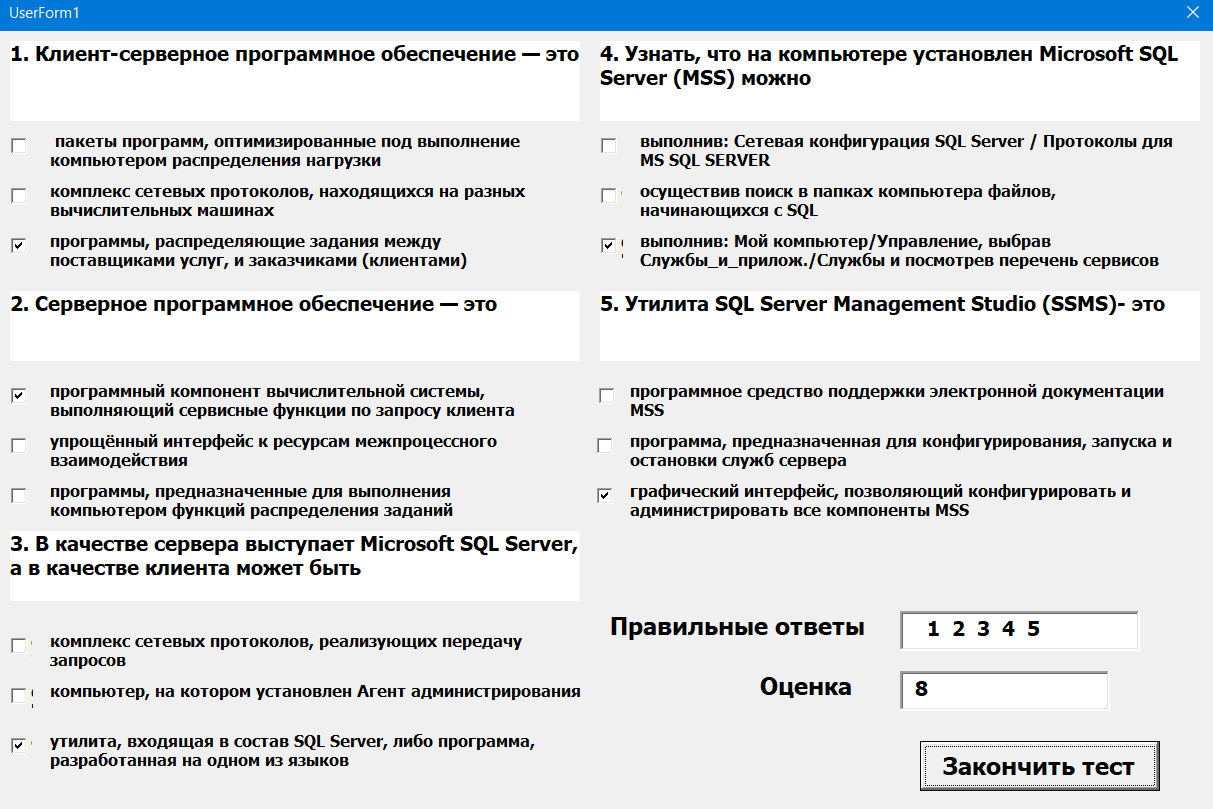 UserForm1
1. Клиент-серверное программное обеспечение — это
пакеты программ, оптимизированные под выполнение
компьютером распределения нагрузки
комплекс сетевых протоколов, находящихся на разных
вычислительных машинах
программы, распределяющие задания между
поставщиками услуг, и заказчиками (клиентами)
2. Серверное программное обеспечение — это
программный компонент вычислительной системы,
выполняющий сервисные функции по запросу клиента
упрощённый интерфейс к ресурсам межпроцессного
взаимодействия
программы, предназначенные для выполнения
компьютером функций распределения заданий
3. В качестве сервера выступает Microsoft SQL Server,
а в качестве клиента может быть
комплекс сетевых протоколов, реализующих передачу
запросов
компьютер, на котором установлен Агент администрирования
утилита, входящая в состав SQL Server, либо программа,
разработанная на одном из языков
4. Узнать, что на компьютере установлен Microsoft SQL
Server (MSS) можно
выполнив: Сетевая конфигурация SQL Server / Протоколы для
MS SQL SERVER
осуществив поиск в папках компьютера файлов,
начинающихся с SQL
выполнив: Мой компьютер/Управление, выбрав
Службы_и_прилож./Службы и посмотрев перечень сервисов
5. Утилита SQL Server Management Studio (SSMS)- это
программное средство поддержки электронной документации
MSS
программа, предназначенная для конфигурирования, запуска и
остановки служб сервера
графический интерфейс, позволяющий конфигурировать и
администрировать все компоненты MSS
Правильные ответы 1 2 3 4 5
Оценка 8
Закончить тест